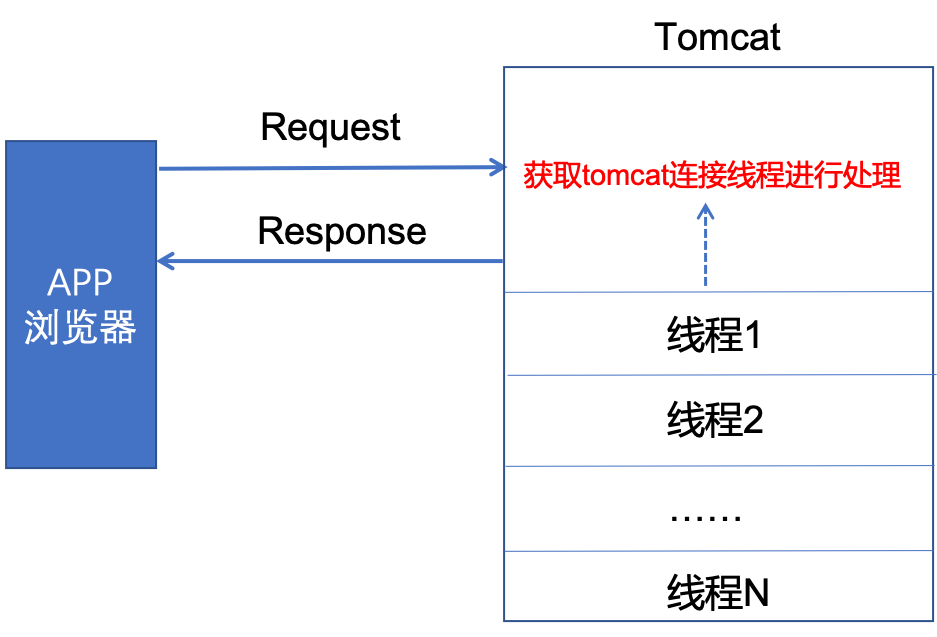 Tomcat
Request
获取tomcat连接线程进行处理
Response
APP
浏览器
线程1
线程2
……
线程N